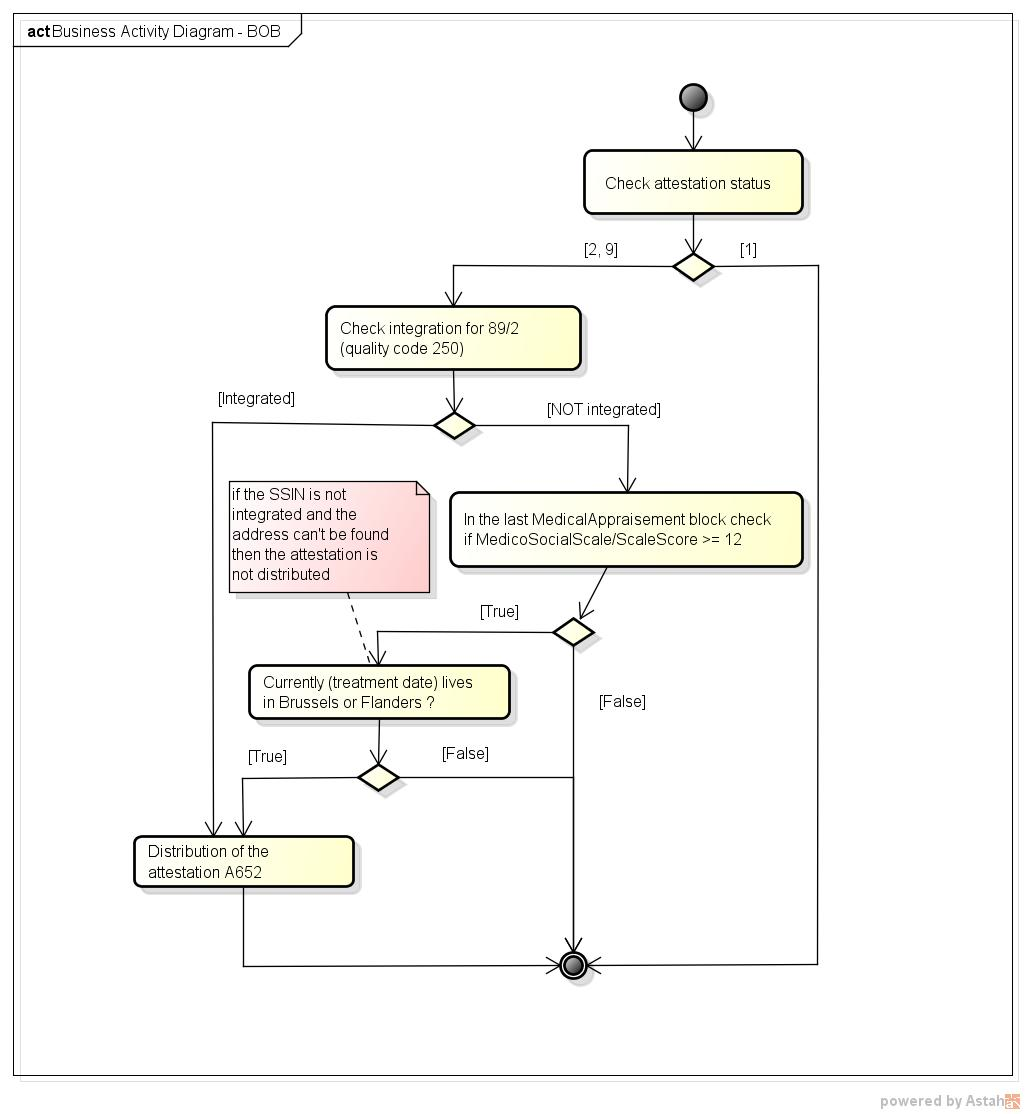 act Business Activity Diagram - BOB
Check attestation status
[2, 9]
[1]
Check integration for 89/2
(quality code 250)
[Integrated]
[NOT integrated]
if the SSIN is not
integrated and the
address can't be found
then the attestation is
not distributed
In the last MedicalAppraisement block check
if MedicoSocialScale/ScaleScore >= 12
[True]
[False]
Currently (treatment date) lives
in Brussels or Flanders ?
[True]
[False]
Distribution of the
attestation A652
powered by Astah